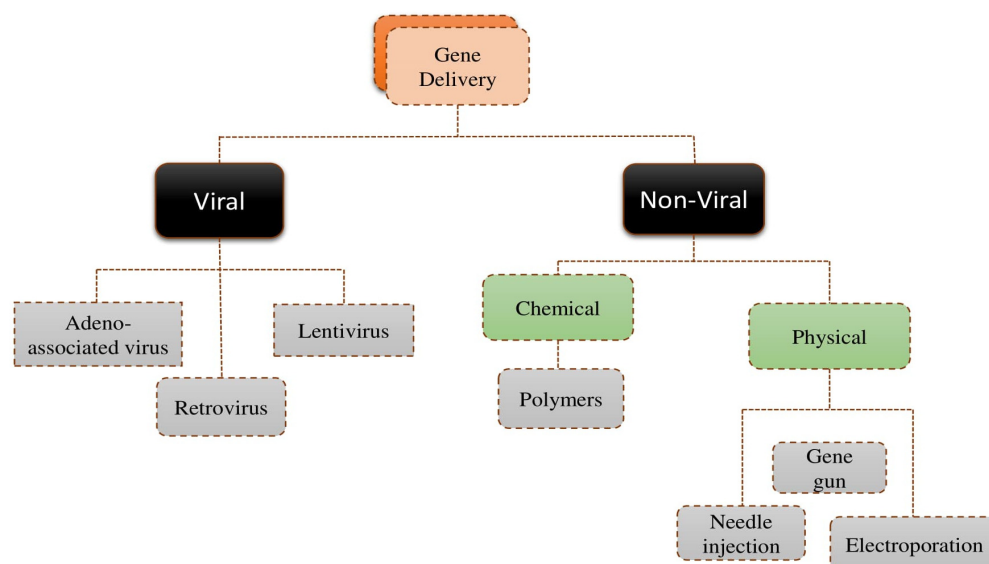 Gene
Delivery
Viral
Non-Viral
Adeno-
associated virus
Retrovirus
Lentivirus
Chemical
Polymers
Physical
Gene
gun
Needle
injection
Electroporation